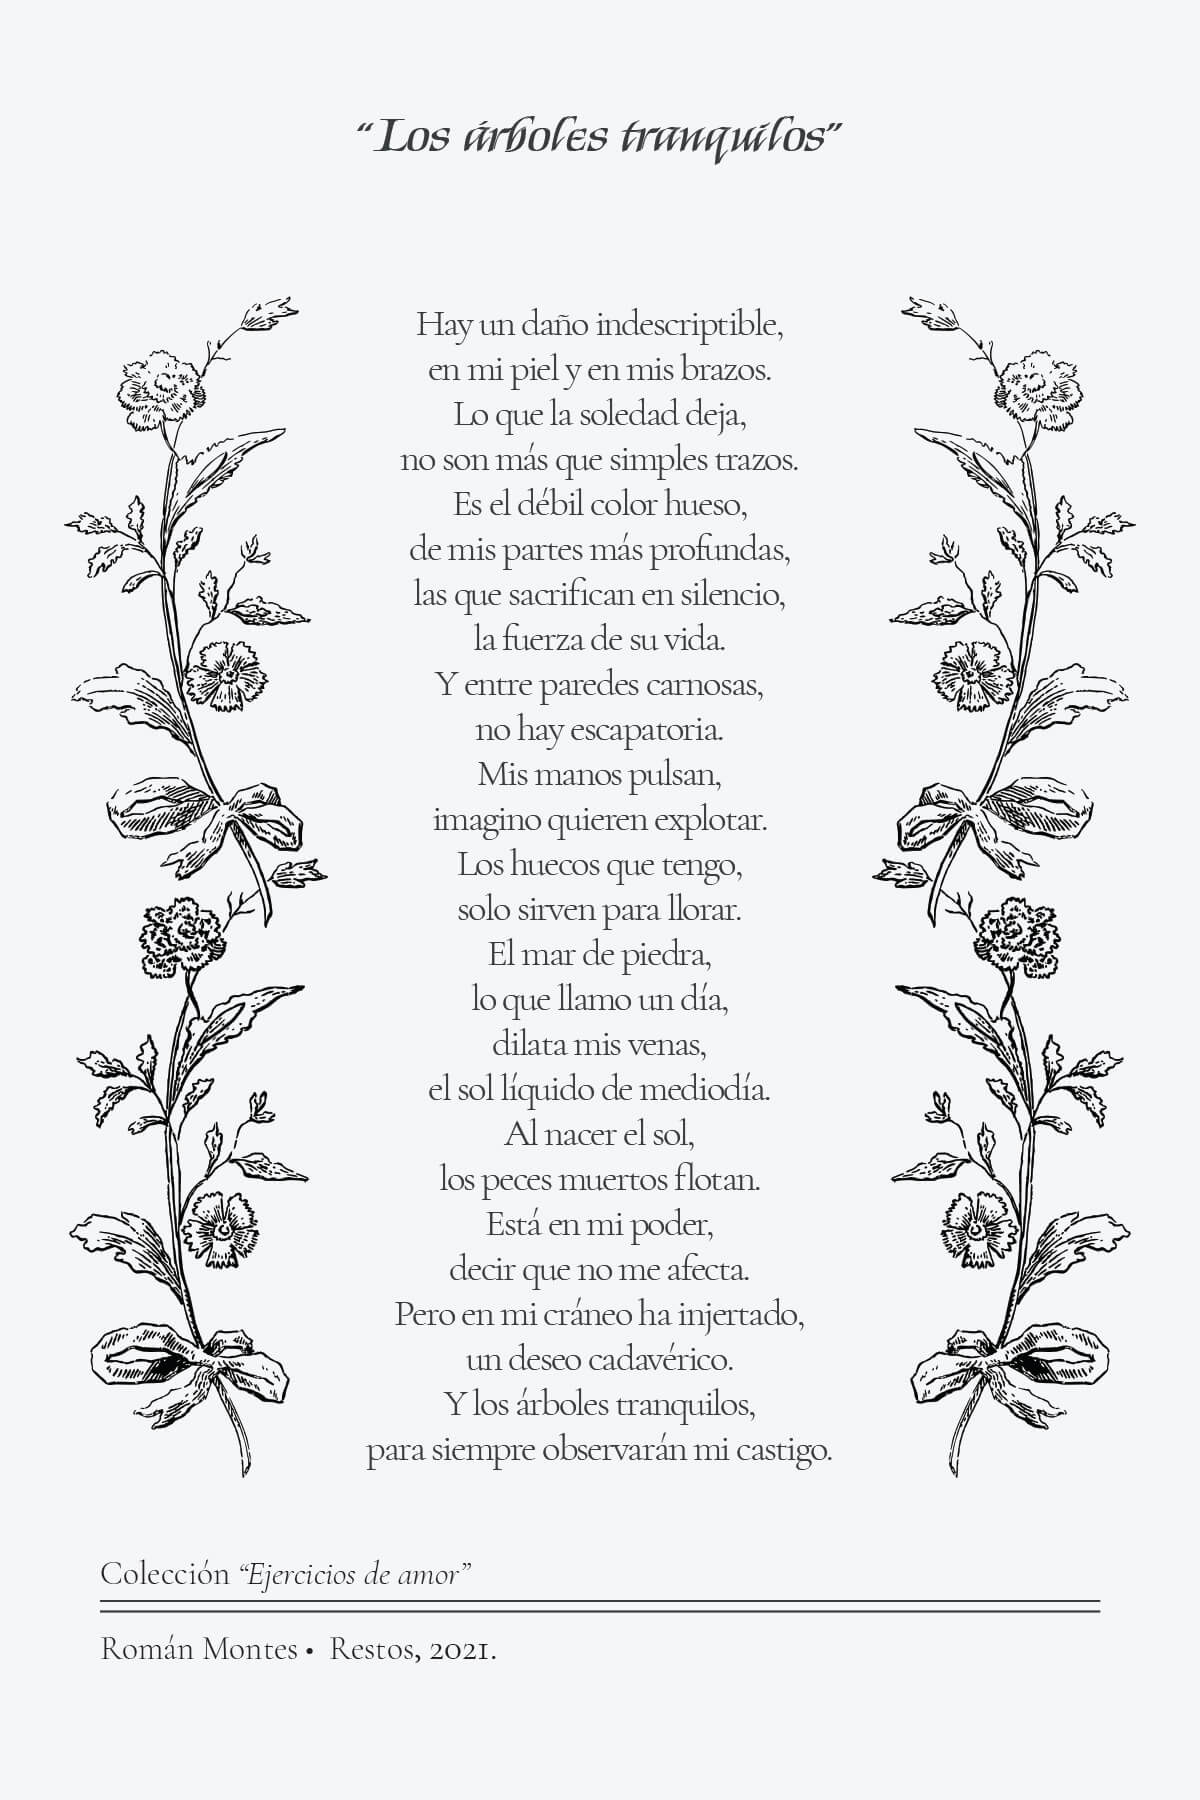 “Los árboles tranquilos”
Hay un daño indescriptible,
en mi piel y en mis brazos.
Lo que la soledad deja,
no son más que simples trazos.
Es el débil color hueso,
de mis partes más profundas,
las que sacrifican en silencio,
la fuerza de su vida.
Y entre paredes carnosas,
no hay escapatoria.
Mis manos pulsan,
imagino quieren explotar.
Los huecos que tengo,
solo sirven para llorar.
El mar de piedra,
lo que llamo un día,
dilata mis venas,
el sol líquido de mediodía.
Al nacer el sol,
los peces muertos flotan.
Está en mi poder,
decir que no me afecta.
Pero en mi cráneo ha injertado,
un deseo cadavérico.
Y los árboles tranquilos,
para siempre observarán mi castigo.
Colección “Ejercicios de amor”
Román Montes • Restos, 2021.